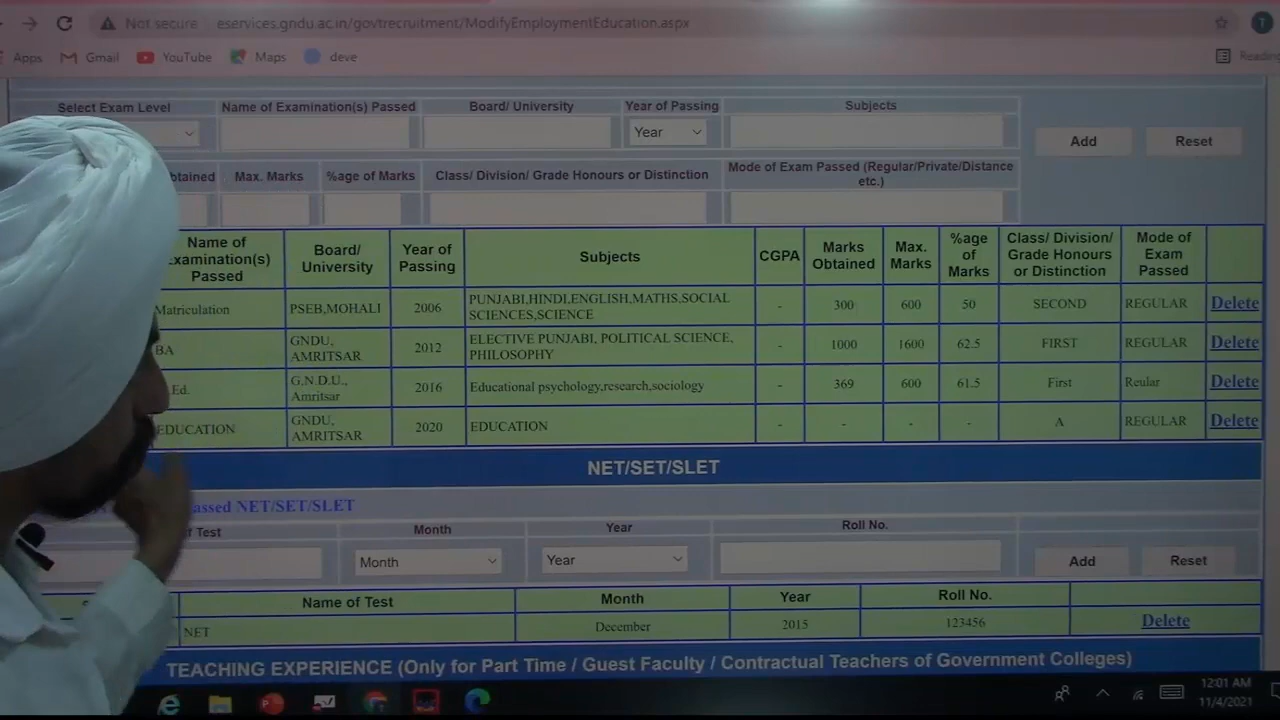 Not secure eservices.gndu.ac.in/govtrecruitment/ModifyEmploymentEducation.aspx
Apps Gmail YouTube Maps deve Reading
Select Exam Level Name of Examination(s) Passed Board/ University Year of Passing Subjects
Year Add Reset
Max. Marks %age of Marks Class/ Division/ Grade Honours or Distinction Mode of Exam Passed (Regular/Private/Distance
etc.)
Name of Examination(s) Passed Board/ University Year of Passing Subjects CGPA Marks Obtained Max. Marks %age of Marks Class/ Division/ Grade Honours or Distinction Mode of Exam Passed
Matriculation PSEB,MOHALI 2006 PUNJABI,HINDI,ENGLISH,MATHS,SOCIAL SCIENCES,SCIENCE - 300 600 50 SECOND REGULAR Delete
BA GNDU, AMRITSAR 2012 ELECTIVE PUNJABI, POLITICAL SCIENCE, PHILOSOPHY - 1000 1600 62.5 FIRST REGULAR Delete
Ed. G.N.D.U., Amritsar 2016 Educational psychology,research,sociology - 369 600 61.5 First Reular Delete
EDUCATION GNDU, AMRITSAR 2020 EDUCATION - - - - A REGULAR Delete
NET/SET/SLET
NET/SET/SLET
Test Month Year Roll No.
Month Year Add Reset
Name of Test Month Year Roll No.
NET December 2015 123456 Delete
TEACHING EXPERIENCE (Only for Part Time / Guest Faculty / Contractual Teachers of Government Colleges)
12:01 AM
11/4/2021